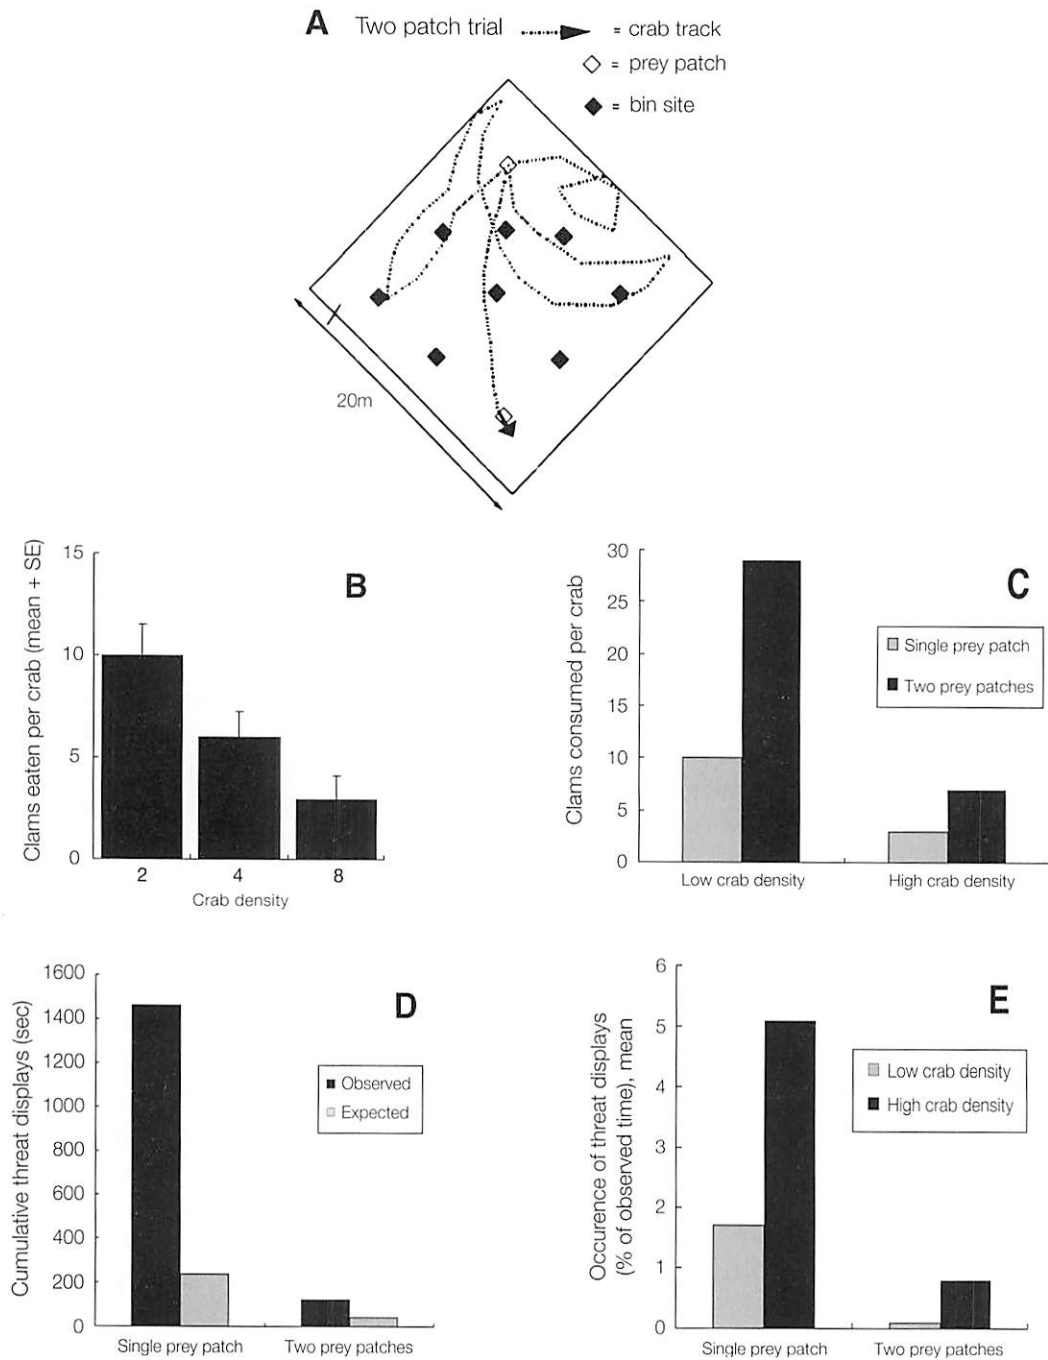 A Two patch trial = crab track
= prey patch
= bin site
20m
B
Clams eaten per crab (mean + SE)
15
10
5
0
2 4 8
Crab density
C
Clams consumed per crab
30
25
20
15
10
5
0
Single prey patch
Two prey patches
Low crab density High crab density
D
Cumulative threat displays (sec)
1600
1400
1200
1000
800
600
400
200
0
Observed
Expected
Single prey patch Two prey patches
E
Occurence of threat displays
(% of observed time), mean
6
5
4
3
2
1
0
Low crab density
High crab density
Single prey patch Two prey patches